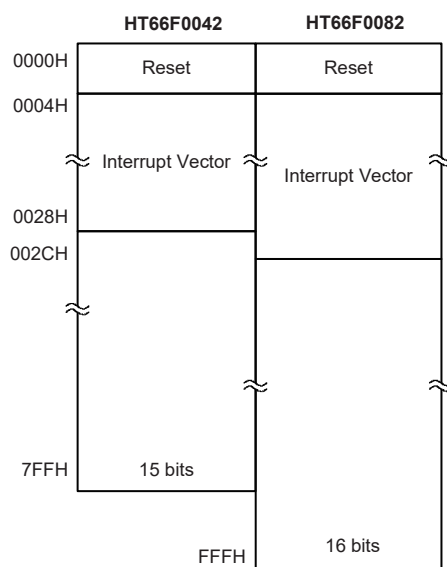 HT66F0042 HT66F0082
0000H Reset Reset
0004H
Interrupt Vector
Interrupt Vector
0028H
002CH
7FFH 15 bits
16 bits
FFFH